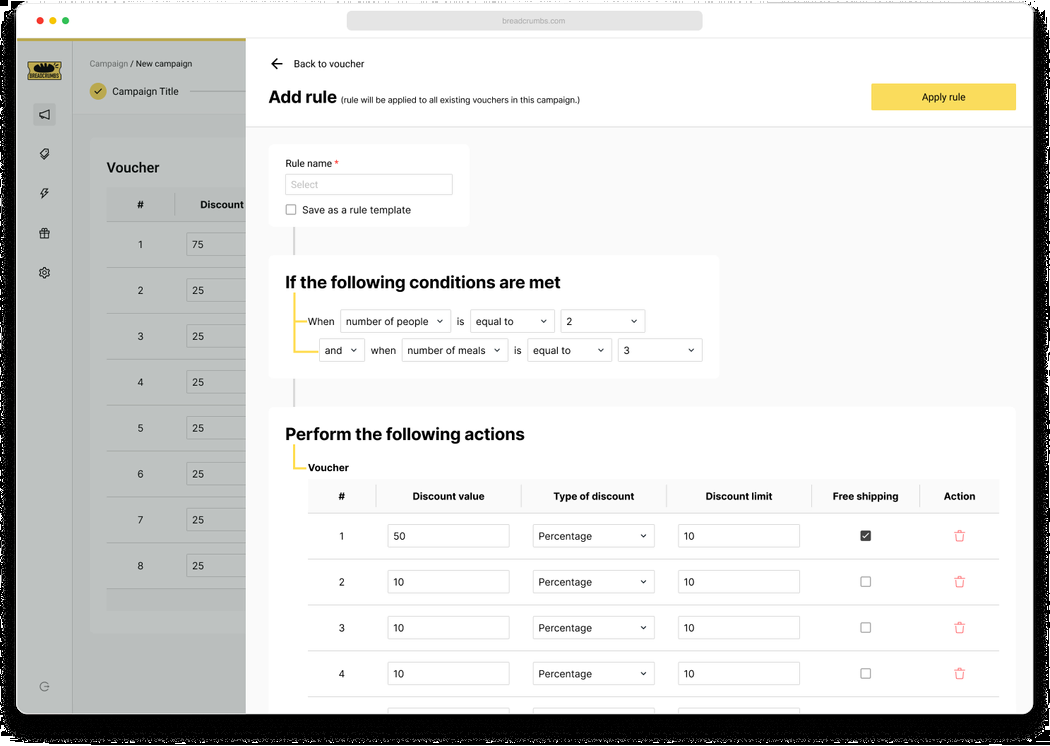 breadcrumbs.com
BREADCRUMBS
Campaign / New campaign
Campaign Title
Voucher
# Discount
1 75
2 25
3 25
4 25
5 25
6 25
7 25
8 25
Back to voucher
Add rule (rule will be applied to all existing vouchers in this campaign.)
Apply rule
Rule name *
Select
Save as a rule template
If the following conditions are met
When number of people is equal to 2
and when number of meals is equal to 3
Perform the following actions
Voucher
# Discount value Type of discount Discount limit Free shipping Action
1 50 Percentage 10
2 10 Percentage 10
3 10 Percentage 10
4 10 Percentage 10